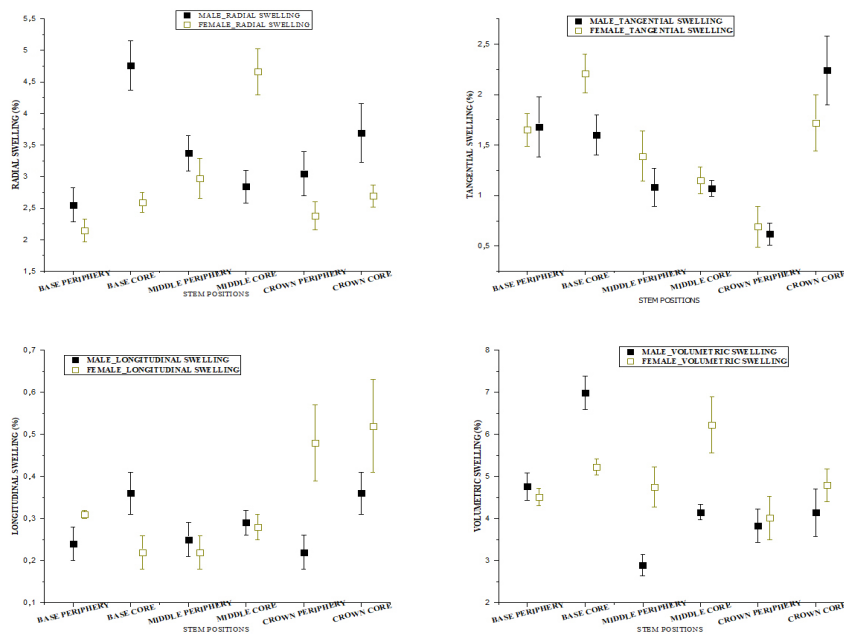 MALE_RADIAL SWELLING
FEMALE_RADIAL SWELLING
RADIAL SWELLING (%)
5,5
5
4,5
4
3,5
3
2,5
2
1,5
BASE PERIPHERY
BASE CORE
MIDDLE PERIPHERY
MIDDLE CORE
CROWN PERIPHERY
CROWN CORE
STEM POSITIONS
MALE_TANGENTIAL SWELLING
FEMALE_TANGENTIAL SWELLING
TANGENTIAL SWELLING (%)
2,5
2
1,5
1
0,5
BASE PERIPHERY
BASE CORE
MIDDLE PERIPHERY
MIDDLE CORE
CROWN PERIPHERY
CROWN CORE
STEM POSITIONS
MALE_LONGITUDINAL SWELLING
FEMALE_LONGITUDINAL SWELLING
LONGITUDINAL SWELLING (%)
0,7
0,6
0,5
0,4
0,3
0,2
0,1
BASE PERIPHERY
BASE CORE
MIDDLE PERIPHERY
MIDDLE CORE
CROWN PERIPHERY
CROWN CORE
STEM POSITIONS
MALE_VOLUMETRIC SWELLING
FEMALE_VOLUMETRIC SWELLING
VOLUMETRIC SWELLING (%)
8
7
6
5
4
3
2
BASE PERIPHERY
BASE CORE
MIDDLE PERIPHERY
MIDDLE CORE
CROWN PERIPHERY
CROWN CORE
STEM POSITIONS